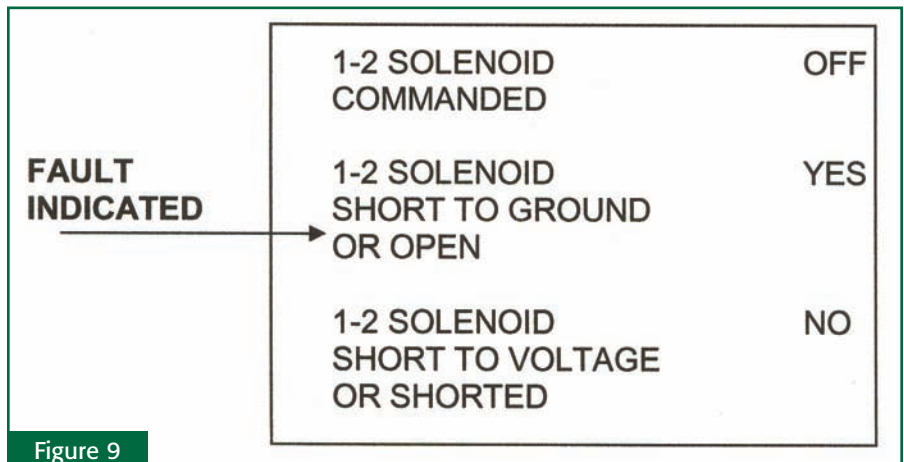 1-2 SOLENOID OFF
COMMANDED
FAULT
INDICATED
1-2 SOLENOID YES
SHORT TO GROUND
OR OPEN
1-2 SOLENOID NO
SHORT TO VOLTAGE
OR SHORTED
Figure 9